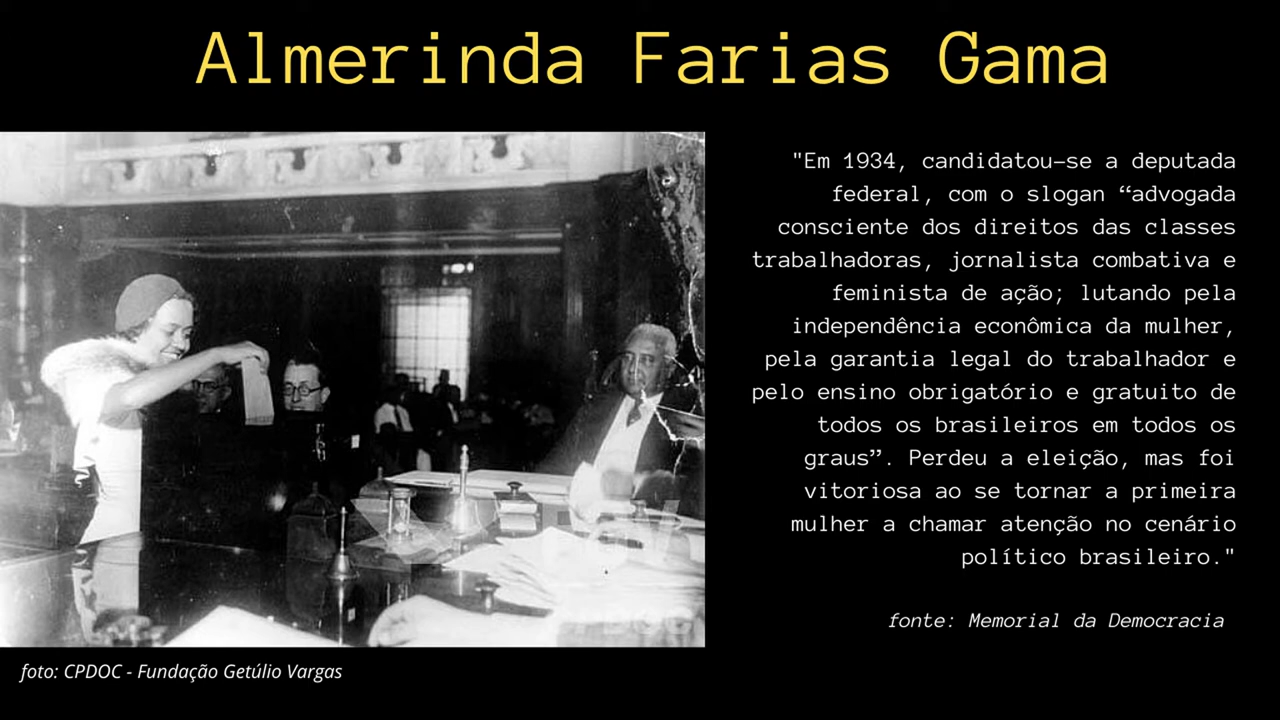 Almerinda Farias Gama
"Em 1934, candidatou-se a deputada
federal, com o slogan “advogada
consciente dos direitos das classes
trabalhadoras, jornalista combativa e
feminista de ação; lutando pela
independência econômica da mulher,
pela garantia legal do trabalhador e
pelo ensino obrigatório e gratuito de
todos os brasileiros em todos os
graus”. Perdeu a eleição, mas foi
vitoriosa ao se tornar a primeira
mulher a chamar atenção no cenário
político brasileiro."
fonte: Memorial da Democracia
foto: CPDOC - Fundação Getúlio Vargas